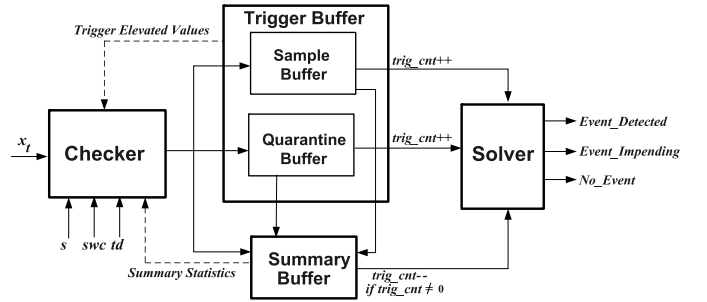 Trigger Elevated Values
Trigger Buffer
Sample
Buffer
trig_cnt++
Quarantine
Buffer
trig_cnt++
x_t
Checker
Solver
Event_Detected
Event_Impending
No_Event
s swc td
Summary Statistics
Summary
Buffer
trig_cnt--
if trig_cnt ≠ 0